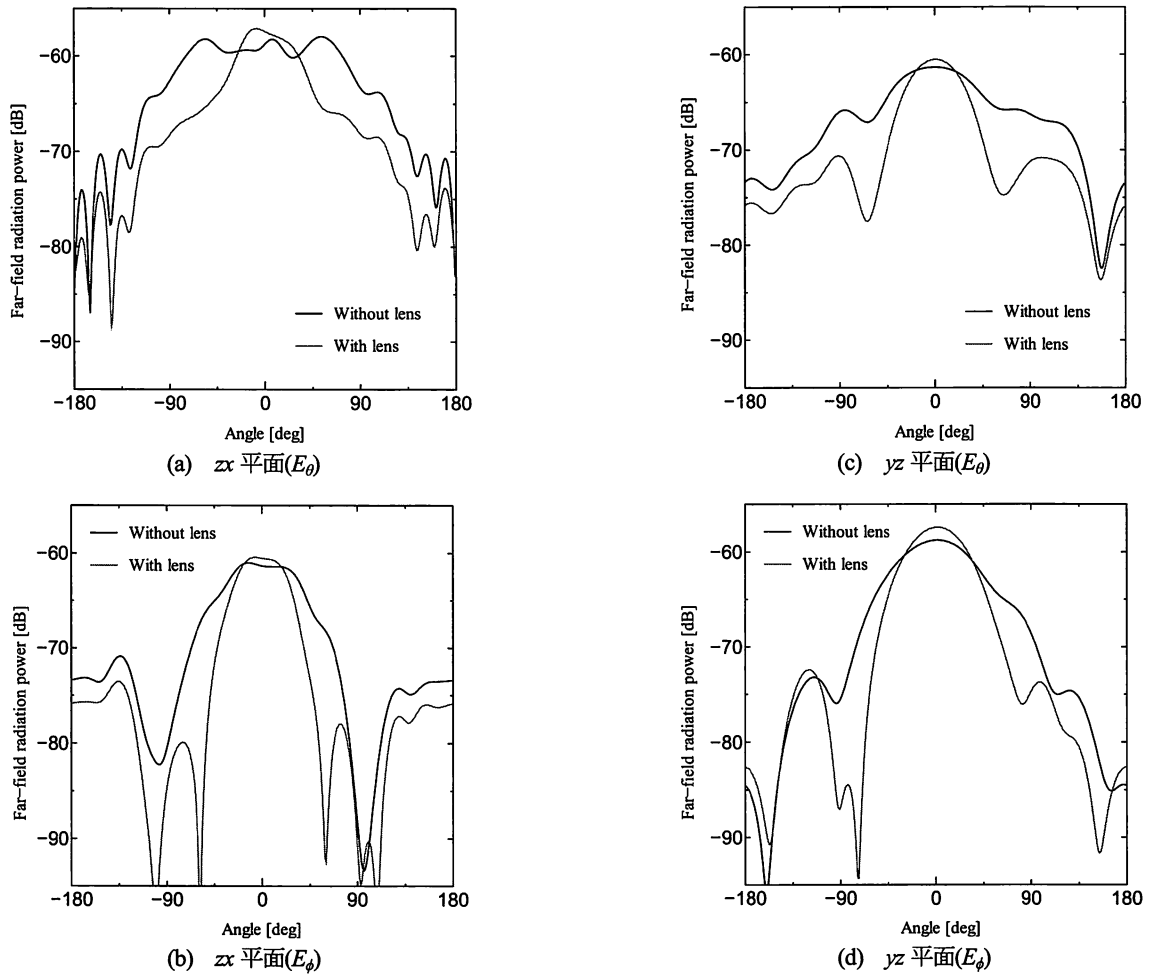 Far-field radiation power [dB]
−60
−70
−80
−90
Without lens
With lens
−180
−90
0
90
180
Angle [deg]
(a) zx 平面(Eθ)
Far-field radiation power [dB]
−60
−70
−80
−90
Without lens
With lens
−180
−90
0
90
180
Angle [deg]
(c) yz 平面(Eθ)
Far-field radiation power [dB]
−60
−70
−80
−90
Without lens
With lens
−180
−90
0
90
180
Angle [deg]
(b) zx 平面(Eϕ)
Far-field radiation power [dB]
−60
−70
−80
−90
Without lens
With lens
−180
−90
0
90
180
Angle [deg]
(d) yz 平面(Eϕ)